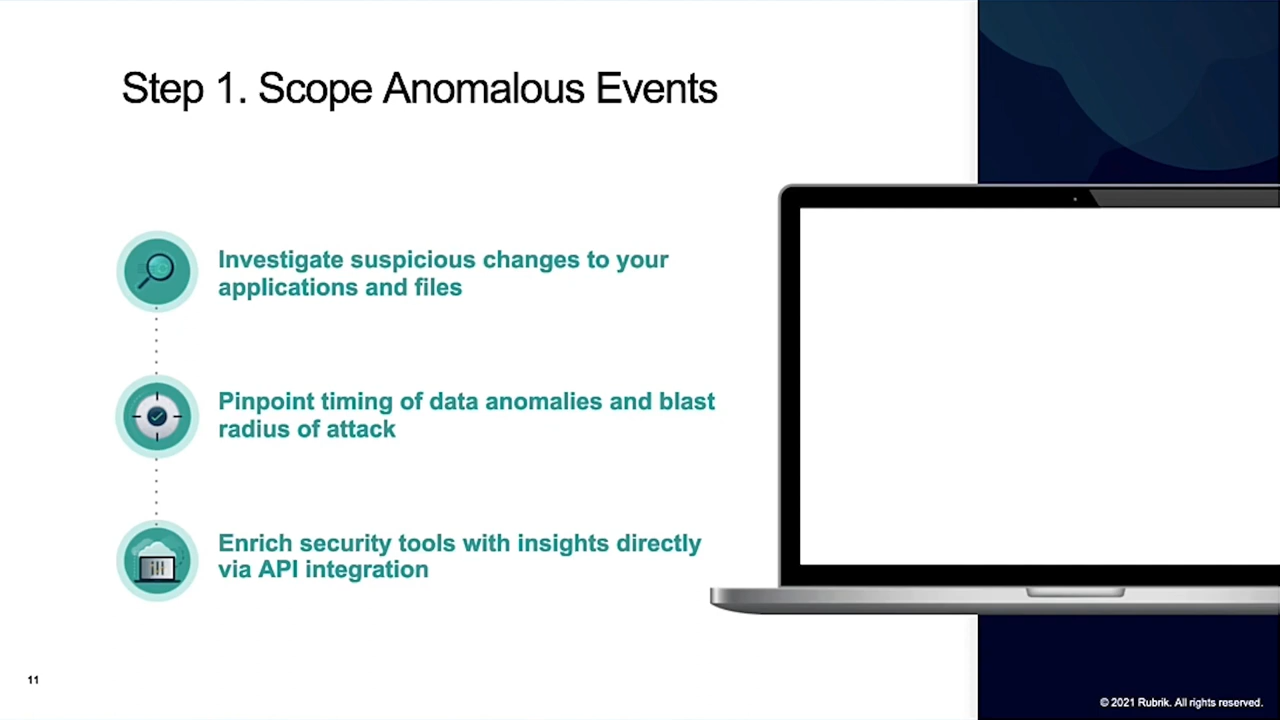 Step 1. Scope Anomalous Events
Investigate suspicious changes to your
applications and files
Pinpoint timing of data anomalies and blast
radius of attack
Enrich security tools with insights directly
via API integration
11
© 2021 Rubrik. All rights reserved.